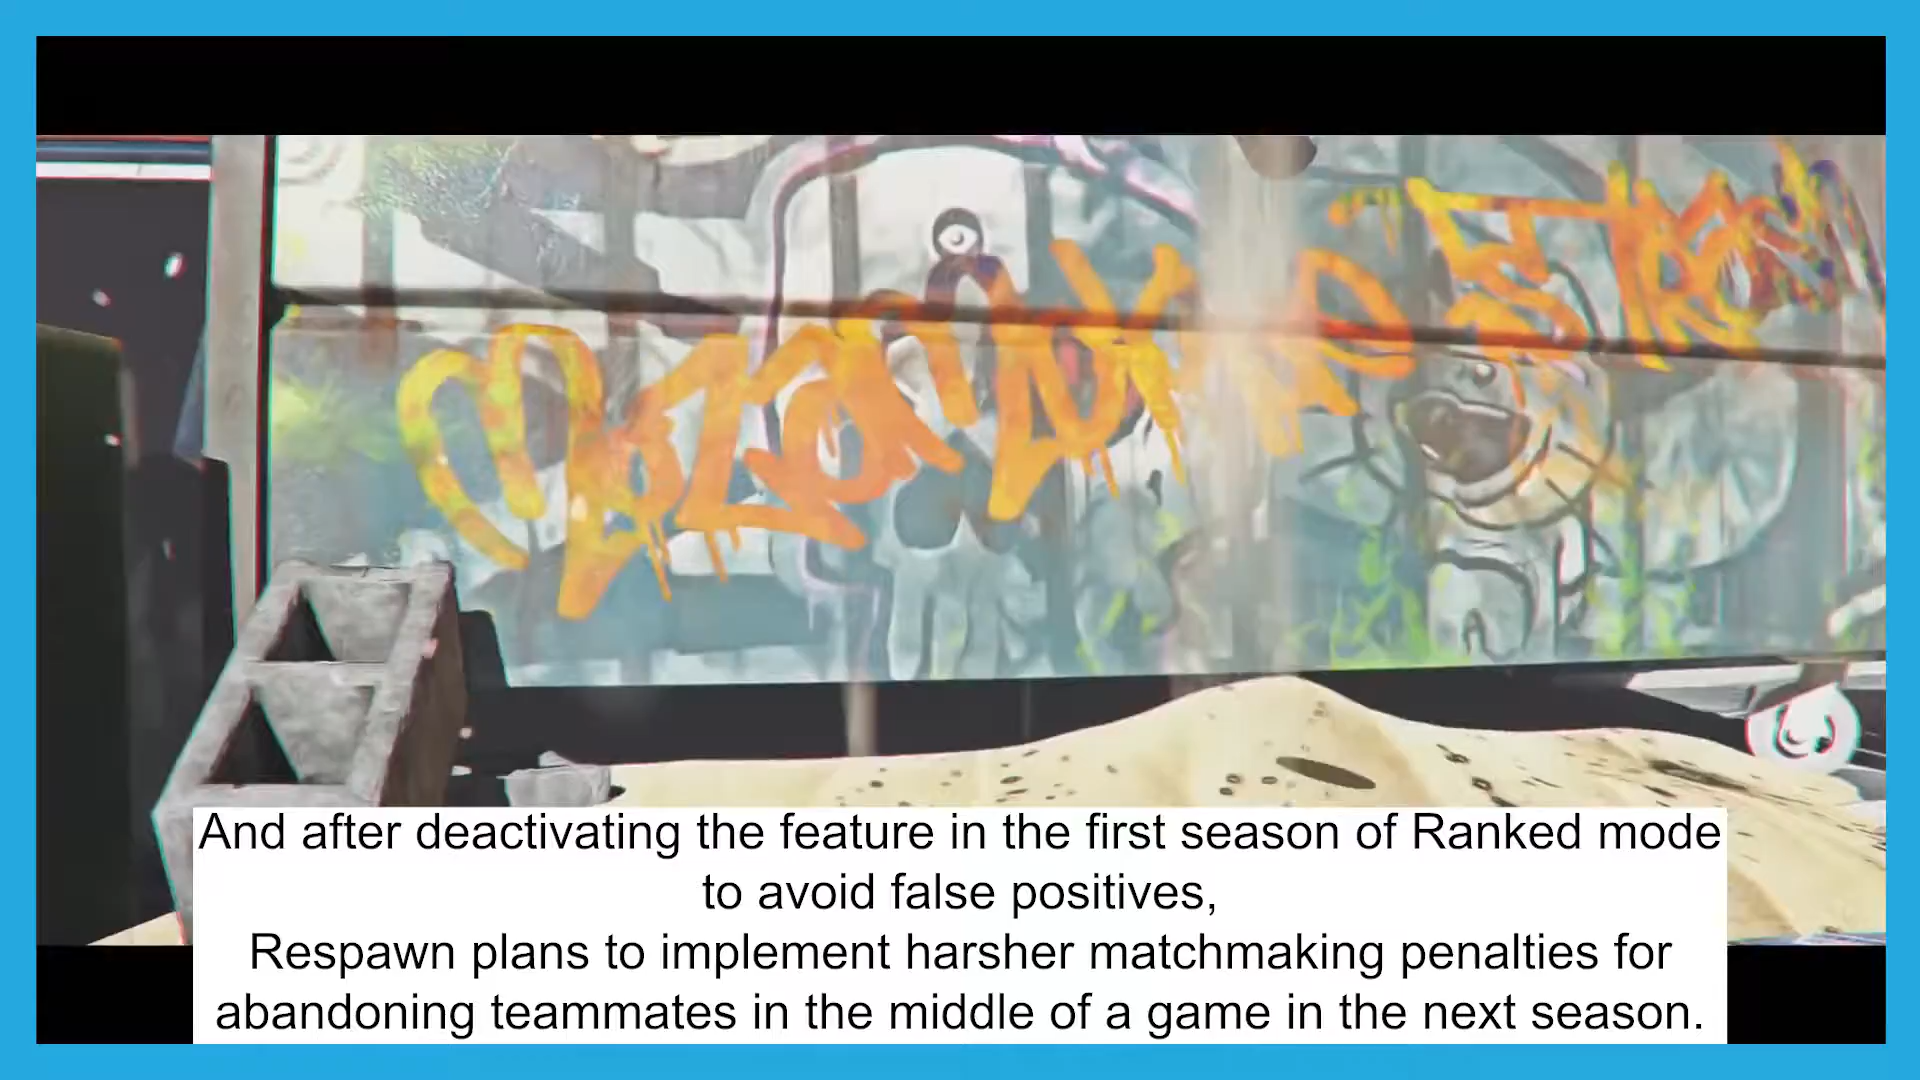 And after deactivating the feature in the first season of Ranked mode
to avoid false positives,
Respawn plans to implement harsher matchmaking penalties for
abandoning teammates in the middle of a game in the next season.